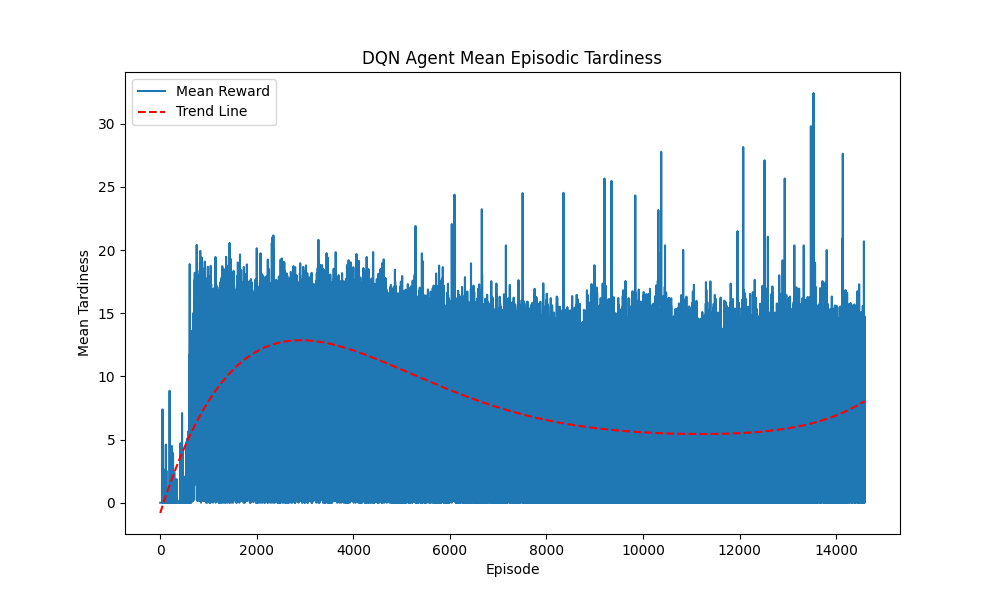 DQN Agent Mean Episodic Tardiness
Mean Reward
Trend Line
Mean Tardiness
30
25
20
15
10
5
0
0 2000 4000 6000 8000 10000 12000 14000
Episode